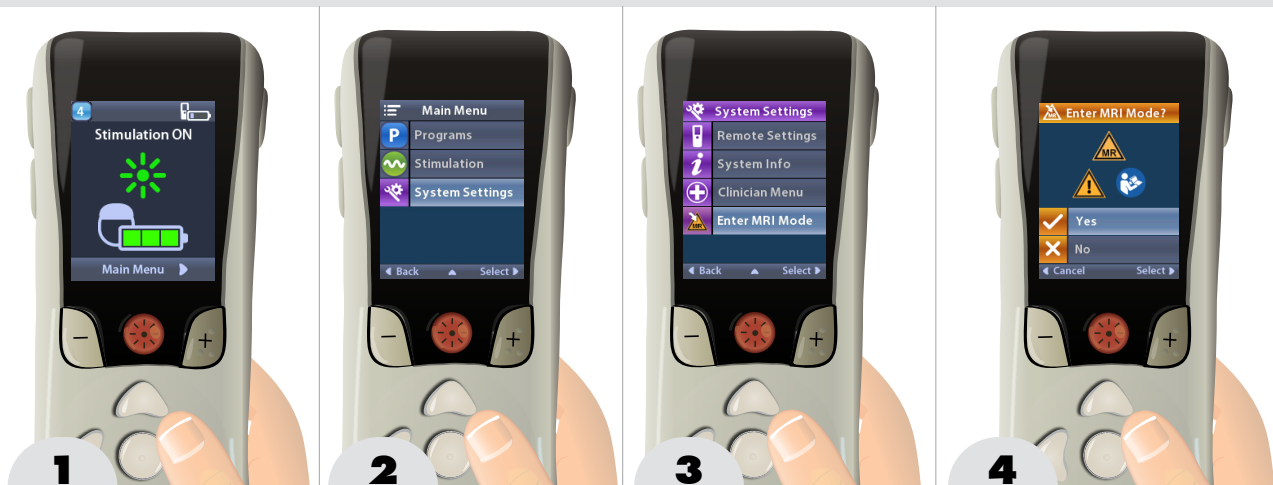 4
Stimulation ON
Main Menu
− +
1
Main Menu
P Programs
Stimulation
System Settings
Back Select
− +
2
System Settings
Remote Settings
i System Info
Clinician Menu
MR Enter MRI Mode
Back Select
− +
3
MR Enter MRI Mode?
MR
!
Yes
No
Cancel Select
− +
4